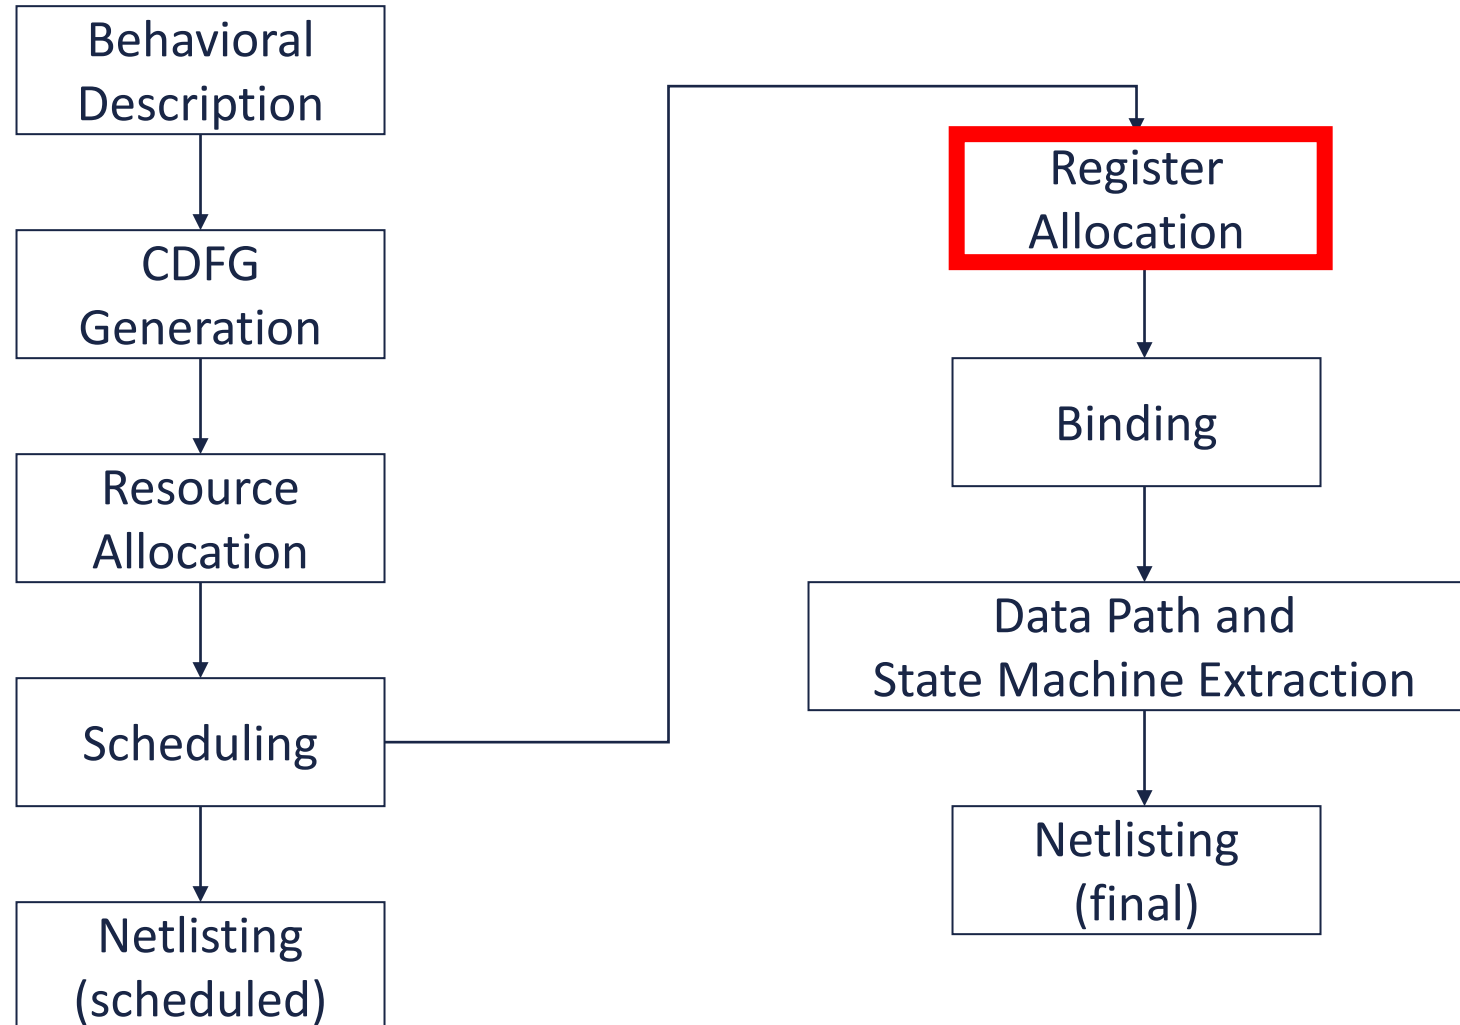 Behavioral
Description
CDFG
Generation
Resource
Allocation
Scheduling
Netlisting
(scheduled)
Register
Allocation
Binding
Data Path and
State Machine Extraction
Netlisting
(final)